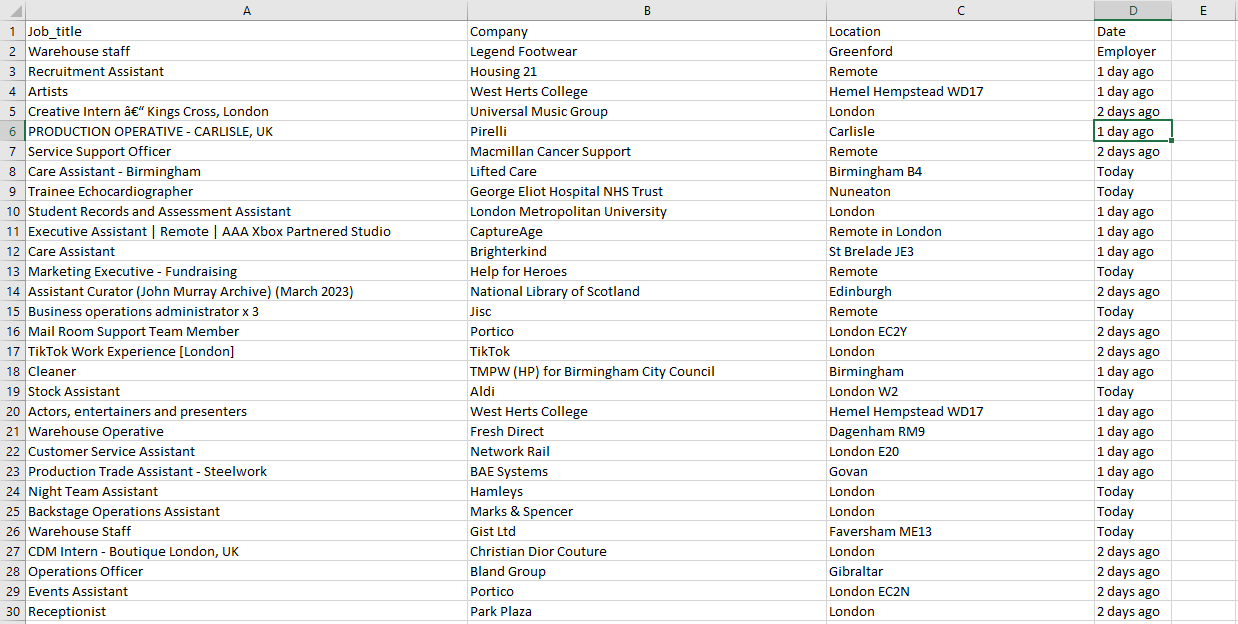 A B C D E
1 Job_title Company Location Date
2 Warehouse staff Legend Footwear Greenford Employer
3 Recruitment Assistant Housing 21 Remote 1 day ago
4 Artists West Herts College Hemel Hempstead WD17 1 day ago
5 Creative Intern â€“ Kings Cross, London Universal Music Group London 2 days ago
6 PRODUCTION OPERATIVE - CARLISLE, UK Pirelli Carlisle 1 day ago
7 Service Support Officer Macmillan Cancer Support Remote 2 days ago
8 Care Assistant - Birmingham Lifted Care Birmingham B4 Today
9 Trainee Echocardiographer George Eliot Hospital NHS Trust Nuneaton Today
10 Student Records and Assessment Assistant London Metropolitan University London 1 day ago
11 Executive Assistant | Remote | AAA Xbox Partnered Studio CaptureAge Remote in London 1 day ago
12 Care Assistant Brighterkind St Brelade JE3 1 day ago
13 Marketing Executive - Fundraising Help for Heroes Remote Today
14 Assistant Curator (John Murray Archive) (March 2023) National Library of Scotland Edinburgh 2 days ago
15 Business operations administrator x 3 Jisc Remote Today
16 Mail Room Support Team Member Portico London EC2Y 2 days ago
17 TikTok Work Experience [London] TikTok London 2 days ago
18 Cleaner TMPW (HP) for Birmingham City Council Birmingham 1 day ago
19 Stock Assistant Aldi London W2 Today
20 Actors, entertainers and presenters West Herts College Hemel Hempstead WD17 1 day ago
21 Warehouse Operative Fresh Direct Dagenham RM9 1 day ago
22 Customer Service Assistant Network Rail London E20 1 day ago
23 Production Trade Assistant - Steelwork BAE Systems Govan 1 day ago
24 Night Team Assistant Hamleys London Today
25 Backstage Operations Assistant Marks & Spencer London Today
26 Warehouse Staff Gist Ltd Faversham ME13 Today
27 CDM Intern - Boutique London, UK Christian Dior Couture London 2 days ago
28 Operations Officer Bland Group Gibraltar 2 days ago
29 Events Assistant Portico London EC2N 2 days ago
30 Receptionist Park Plaza London 2 days ago